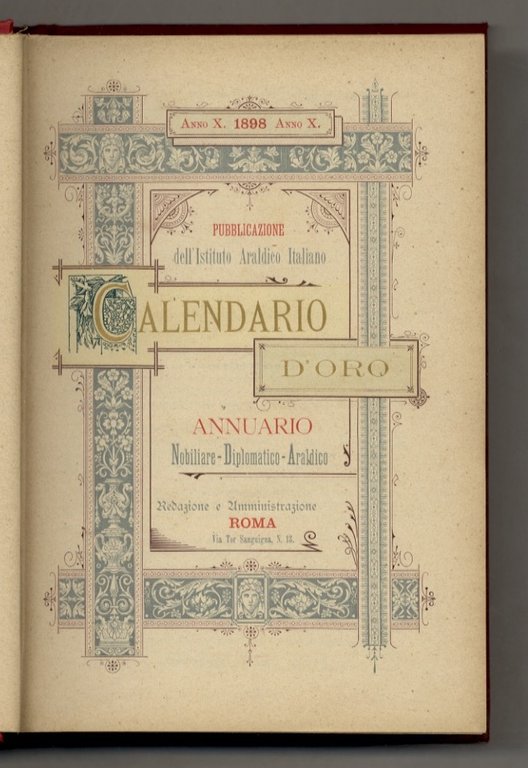 Anno X. 1898 Anno X.
PUBBLICAZIONE
dell'Istituto Araldico Italiano
CALENDARIO
D'ORO
ANNUARIO
Nobiliare - Diplomatico - Araldico
Redazione e Amministrazione
ROMA
Via Tor Sanguigna, N. 13.